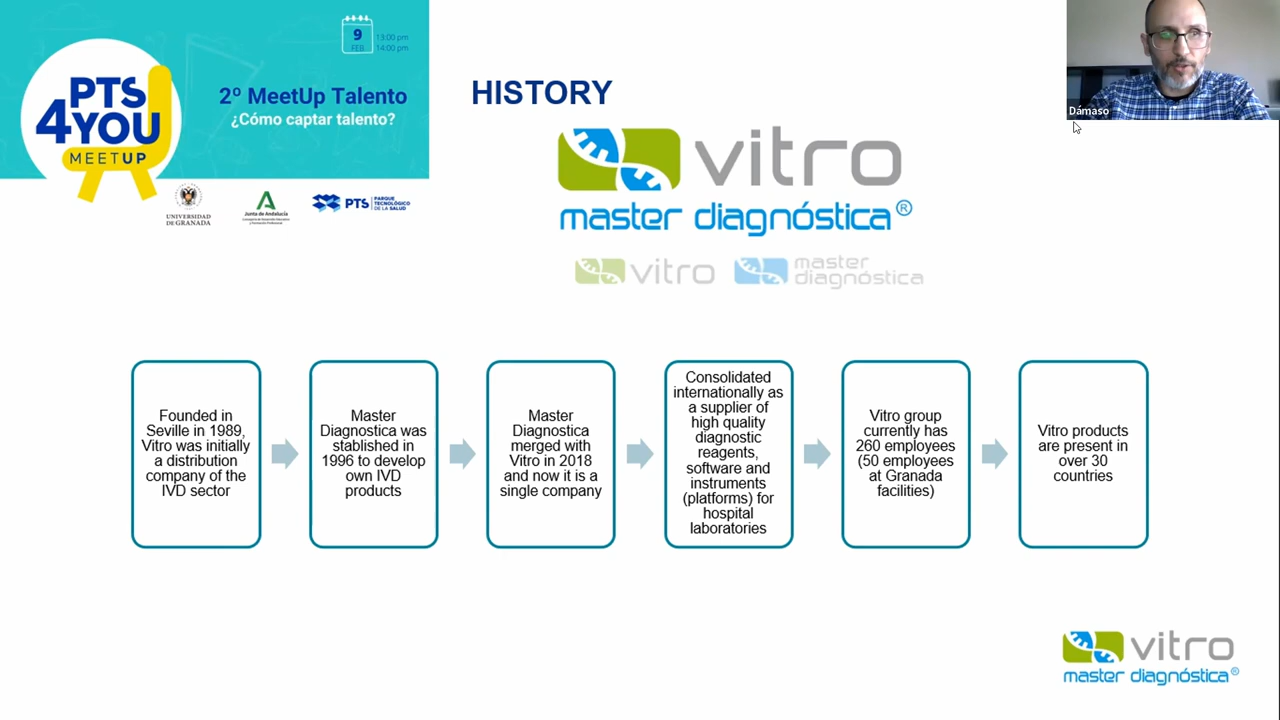 9
FEB
13:00 pm
14:00 pm
PTS
4YOU
MEETUP
2º MeetUp Talento
¿Cómo captar talento?
UNIVERSIDAD
DE GRANADA
Junta de Andalucía
PTS
PARQUE
TECNOLÓGICO
DE LA SALUD
HISTORY
vitro
master diagnóstica®
vitro
master
diagnóstica
Dámaso
Founded in
Seville in 1989,
Vitro was initially
a distribution
company of the
IVD sector
Master
Diagnostica was
stablished in
1996 to develop
own IVD
products
Master
Diagnostica
merged with
Vitro in 2018
and now it is a
single company
Consolidated
internationally as
a supplier of
high quality
diagnostic
reagents,
software and
instruments
(platforms) for
hospital
laboratories
Vitro group
currently has
260 employees
(50 employees
at Granada
facilities)
Vitro products
are present in
over 30
countries
vitro
master diagnóstica®